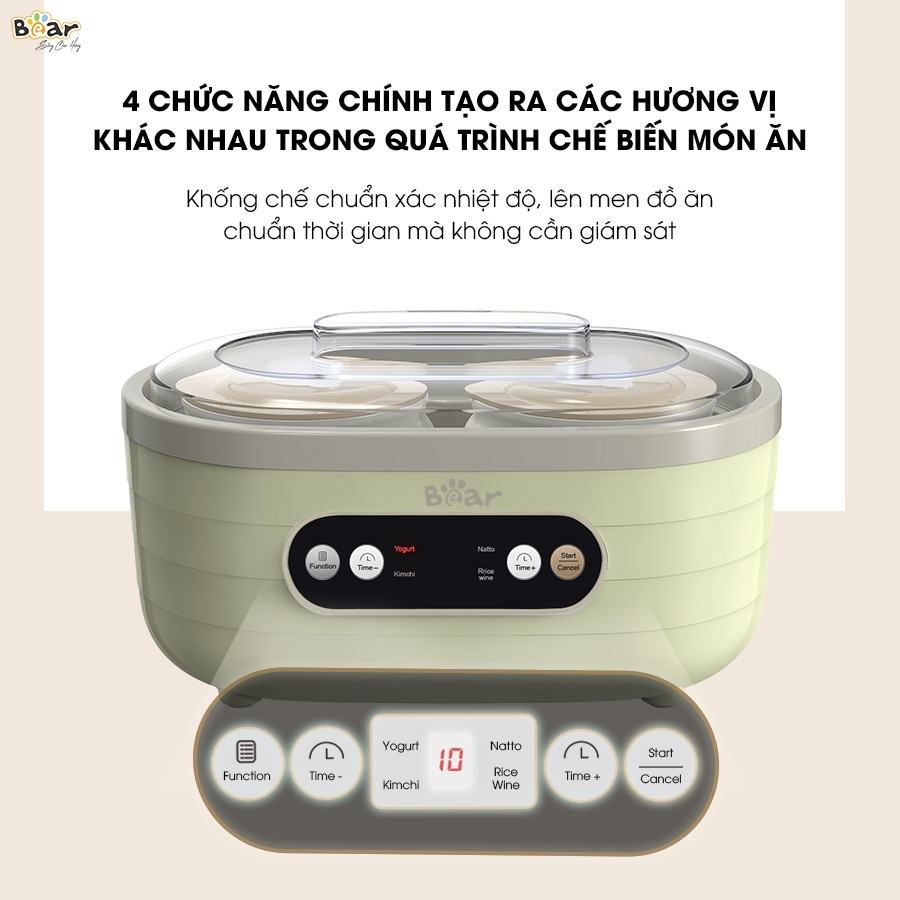 Bear
Sống Cao Hứng
4 CHỨC NĂNG CHÍNH TẠO RA CÁC HƯƠNG VỊ
KHÁC NHAU TRONG QUÁ TRÌNH CHẾ BIẾN MÓN ĂN
Khống chế chuẩn xác nhiệt độ, lên men đồ ăn
chuẩn thời gian mà không cần giám sát
Bear
Function
Time-
Yogurt
Kimchi
Natto
Rice
wine
Time+
Start
Cancel
Function
Time -
Yogurt
Kimchi
10
Natto
Rice
Wine
Time +
Start
Cancel